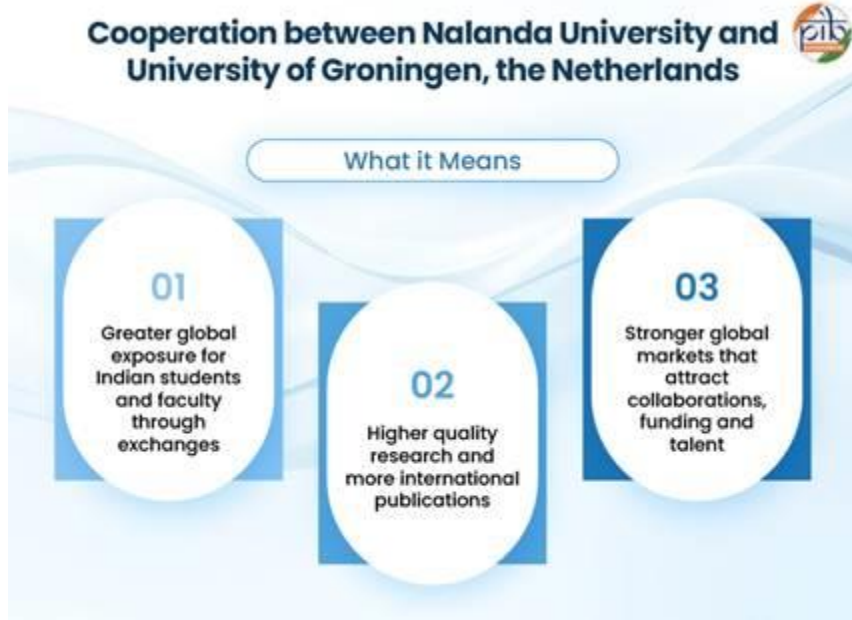 Cooperation between Nalanda University and
University of Groningen, the Netherlands
pib
What it Means
01
Greater global
exposure for
Indian students
and faculty
through
exchanges
02
Higher quality
research and
more international
publications
03
Stronger global
markets that
attract
collaborations,
funding and
talent